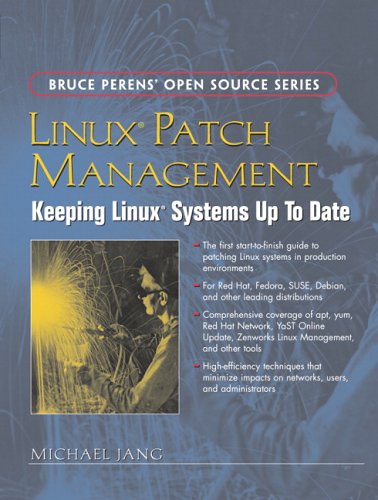 BRUCE PERENS' OPEN SOURCE SERIES
LINUX® PATCH
MANAGEMENT
Keeping Linux® Systems Up To Date
The first start-to-finish guide to
patching Linux systems in production
environments
For Red Hat, Fedora, SUSE, Debian,
and other leading distributions
Comprehensive coverage of apt, yum,
Red Hat Network, YaST Online
Update, Zenworks Linux Management,
and other tools
High-efficiency techniques that
minimize impacts on networks, users,
and administrators
MICHAEL JANG